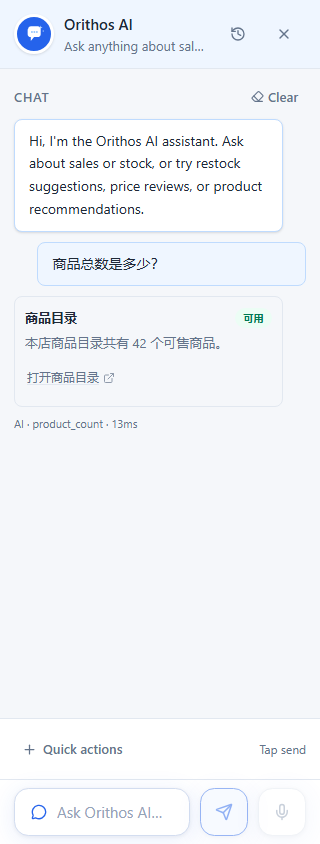 Orithos AI
Ask anything about sal...
CHAT
Clear
Hi, I'm the Orithos AI assistant. Ask
about sales or stock, or try restock
suggestions, price reviews, or product
recommendations.
商品总数是多少？
商品目录
可用
本店商品目录共有 42 个可售商品。
打开商品目录
AI · product_count · 13ms
Quick actions
Tap send
Ask Orithos AI...